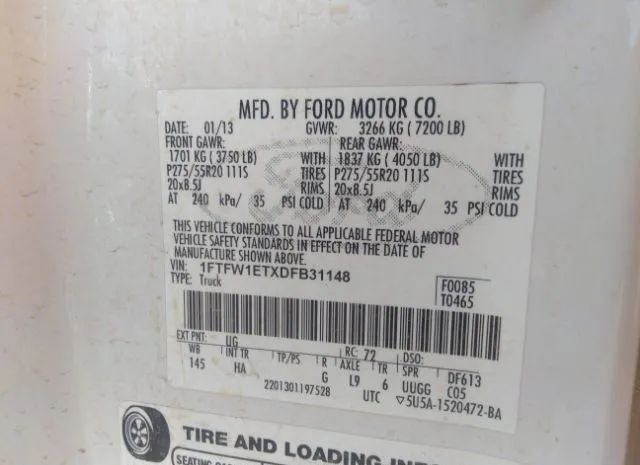 MFD. BY FORD MOTOR CO.
DATE: 01/13 GVWR: 3266 KG ( 7200 LB)
FRONT GAWR: REAR GAWR:
1701 KG ( 3750 LB) WITH 1837 KG ( 4050 LB) WITH
P275/55R20 111S TIRES P275/55R20 111S TIRES
20x8.5J RIMS 20x8.5J RIMS
AT 240 kPa/ 35 PSI COLD AT 240 kPa/ 35 PSI COLD
THIS VEHICLE CONFORMS TO ALL APPLICABLE FEDERAL MOTOR
VEHICLE SAFETY STANDARDS IN EFFECT ON THE DATE OF
MANUFACTURE SHOWN ABOVE.
VIN: 1FTFW1ETXDFB31148
TYPE: Truck
F0085
T0465
EXT PNT: UG RC: 72 DSO:
WB INT TR TP/PS R AXLE TR SPR DF613
145 HA G L9 6 UUGG C05
2201301197528 UTC ▽5U5A-1520472-BA
TIRE AND LOADING